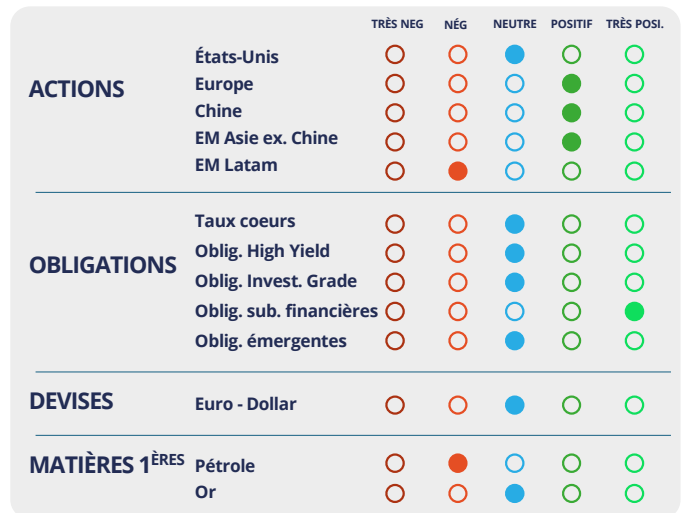 TRÈS NEG NÉG NEUTRE POSITIF TRÈS POSI.
ACTIONS
États-Unis
Europe
Chine
EM Asie ex. Chine
EM Latam
OBLIGATIONS
Taux coeurs
Oblig. High Yield
Oblig. Invest. Grade
Oblig. sub. financières
Oblig. émergentes
DEVISES
Euro - Dollar
MATIÈRES 1ÈRES
Pétrole
Or